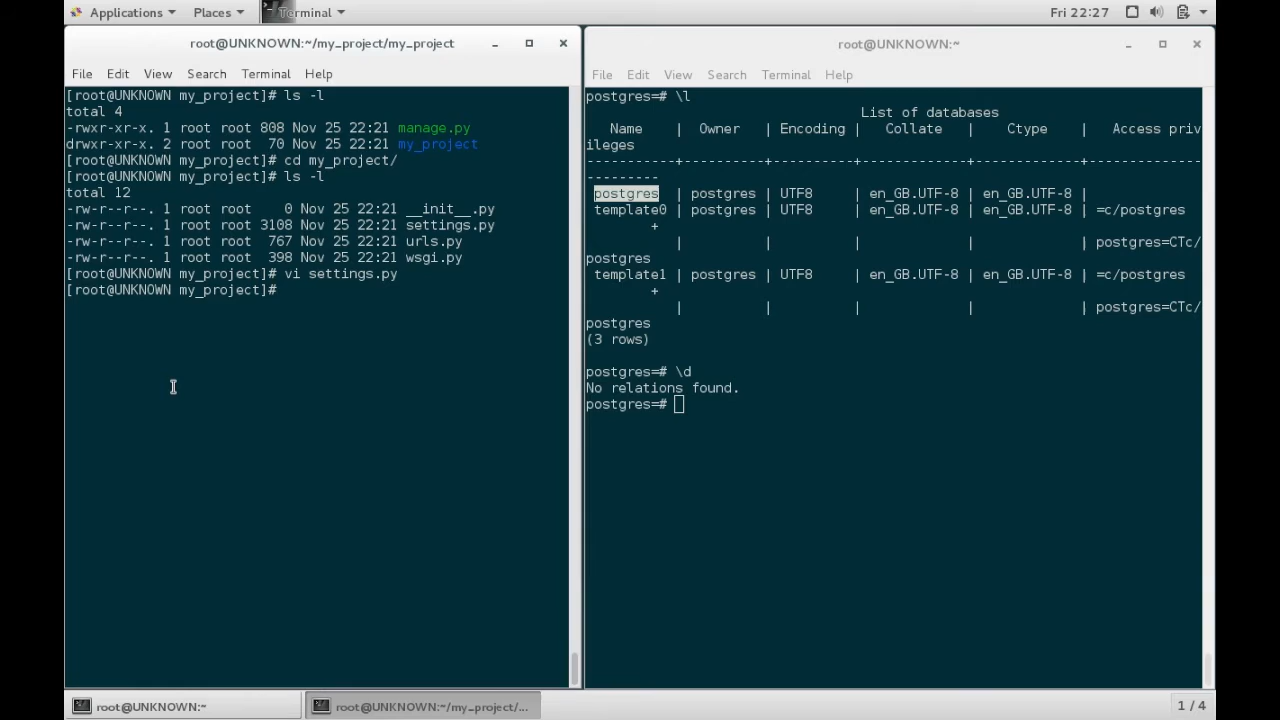 Applications Places Terminal Fri 22:27
root@UNKNOWN:~/my_project/my_project
File Edit View Search Terminal Help
[root@UNKNOWN my_project]# ls -l
total 4
-rwxr-xr-x. 1 root root 808 Nov 25 22:21 manage.py
drwxr-xr-x. 2 root root  70 Nov 25 22:21 my_project
[root@UNKNOWN my_project]# cd my_project/
[root@UNKNOWN my_project]# ls -l
total 12
-rw-r--r--. 1 root root    0 Nov 25 22:21 __init__.py
-rw-r--r--. 1 root root 3108 Nov 25 22:21 settings.py
-rw-r--r--. 1 root root  767 Nov 25 22:21 urls.py
-rw-r--r--. 1 root root  398 Nov 25 22:21 wsgi.py
[root@UNKNOWN my_project]# vi settings.py
[root@UNKNOWN my_project]#
root@UNKNOWN:~
File Edit View Search Terminal Help
postgres=# \l
List of databases
Name | Owner | Encoding | Collate | Ctype | Access priv
ileges
-----------+----------+----------+-------------+-------------+--------------
---------
postgres | postgres | UTF8 | en_GB.UTF-8 | en_GB.UTF-8 |
template0 | postgres | UTF8 | en_GB.UTF-8 | en_GB.UTF-8 | =c/postgres
+
| | | | | postgres=CTc/
postgres
template1 | postgres | UTF8 | en_GB.UTF-8 | en_GB.UTF-8 | =c/postgres
+
| | | | | postgres=CTc/
postgres
(3 rows)
postgres=# \d
No relations found.
postgres=#
root@UNKNOWN:~ root@UNKNOWN:~/my_project/... 1 / 4